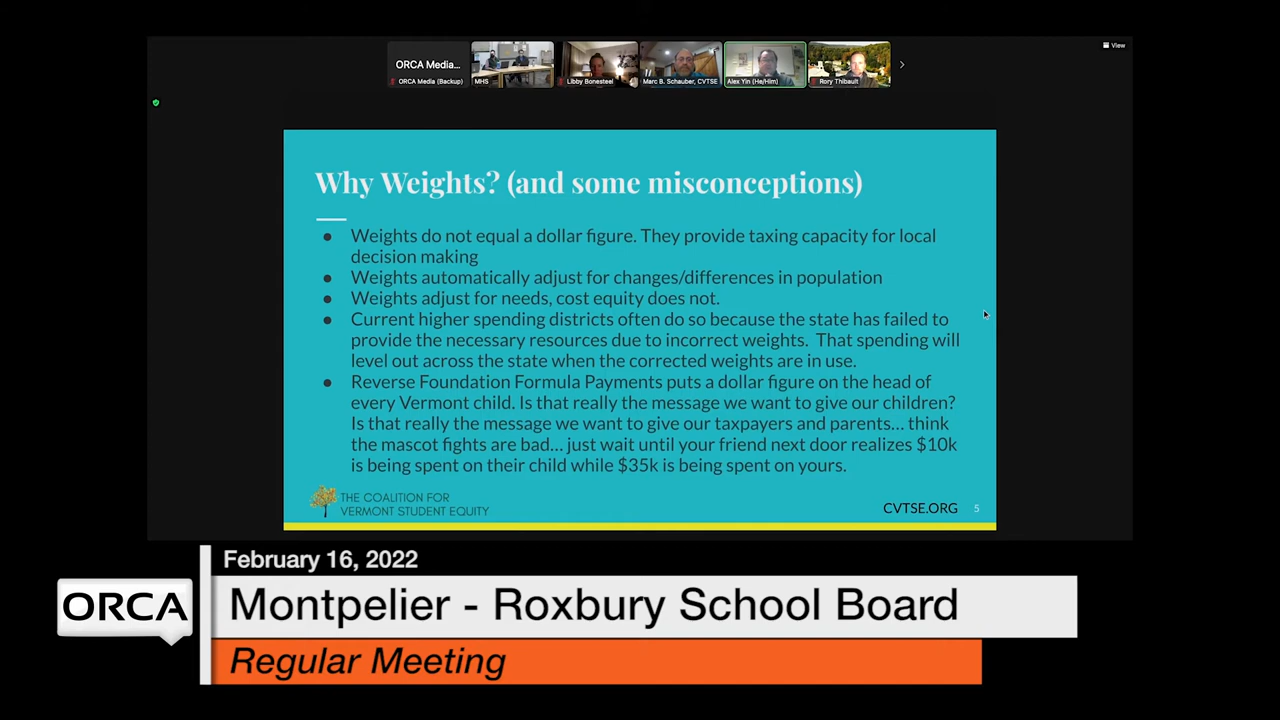 View
ORCA Media...
ORCA Media (Backup)
MHS
Libby Bonesteel
Marc B. Schauber, CVTSE
Alex Yin (He/Him)
Rory Thibault
Why Weights? (and some misconceptions)
● Weights do not equal a dollar figure. They provide taxing capacity for local
decision making
● Weights automatically adjust for changes/differences in population
● Weights adjust for needs, cost equity does not.
● Current higher spending districts often do so because the state has failed to
provide the necessary resources due to incorrect weights. That spending will
level out across the state when the corrected weights are in use.
● Reverse Foundation Formula Payments puts a dollar figure on the head of
every Vermont child. Is that really the message we want to give our children?
Is that really the message we want to give our taxpayers and parents... think
the mascot fights are bad... just wait until your friend next door realizes $10k
is being spent on their child while $35k is being spent on yours.
THE COALITION FOR
VERMONT STUDENT EQUITY
CVTSE.ORG 5
February 16, 2022
ORCA
Montpelier - Roxbury School Board
Regular Meeting